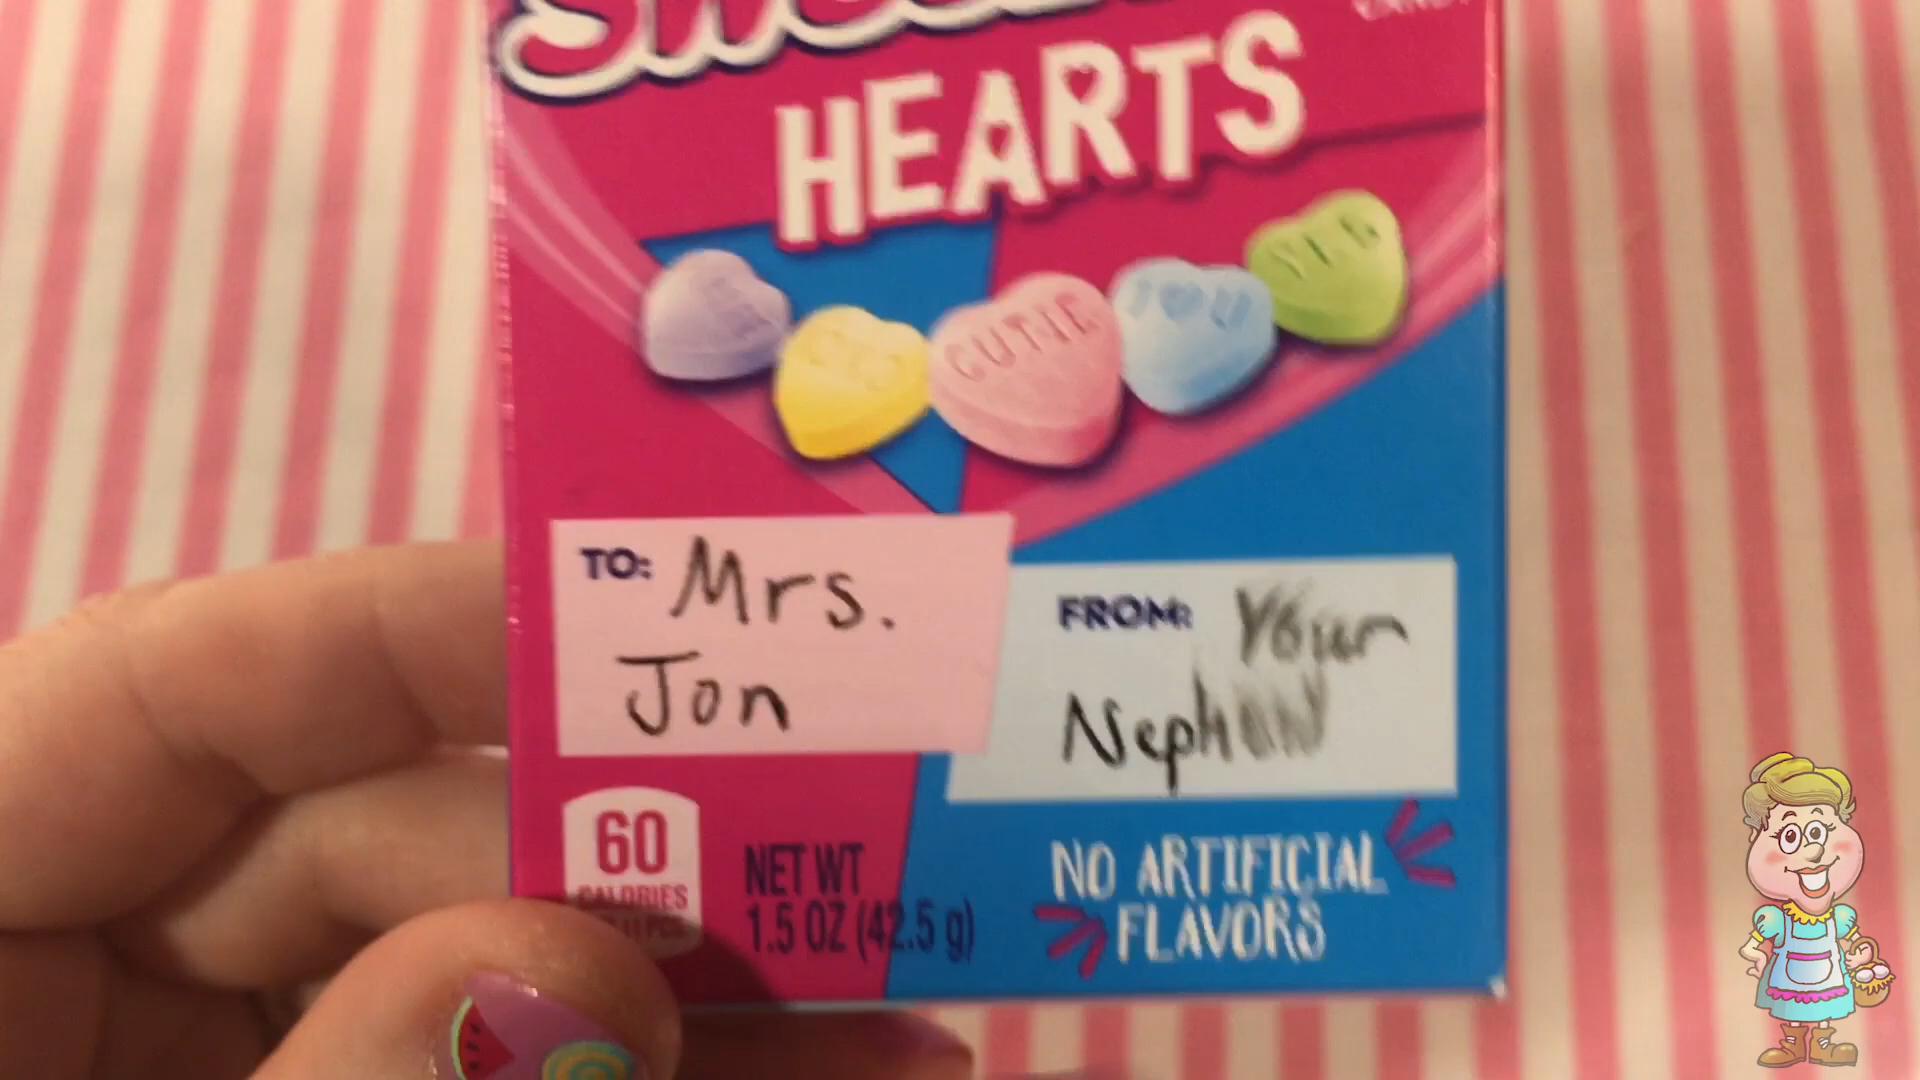 HEARTS
CUTIE
I ♥ U
TO: Mrs.
Jon
FROM: Your
Neph
60
CALORIES
NET WT
1.5 OZ (42.5 g)
NO ARTIFICIAL
FLAVORS